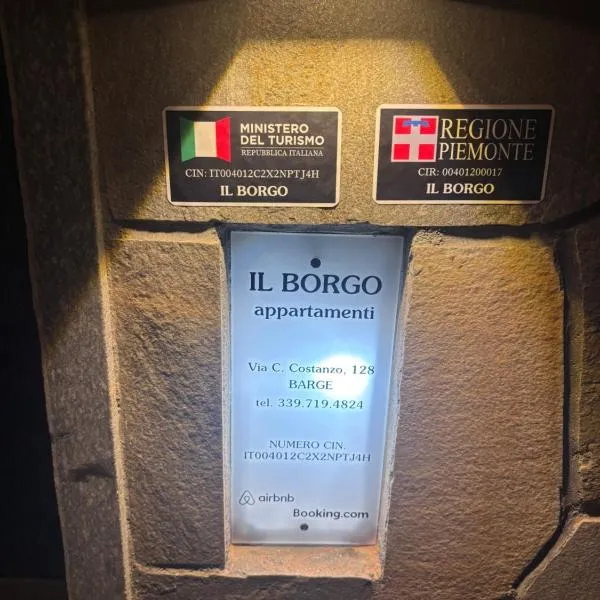 MINISTERO
DEL TURISMO
REPUBBLICA ITALIANA
CIN: IT004012C2X2NPTJ4H
IL BORGO
REGIONE
PIEMONTE
CIR: 00401200017
IL BORGO
IL BORGO
appartamenti
Via C. Costanzo, 128
BARGE
tel. 339.719.4824
NUMERO CIN.
IT004012C2X2NPTJ4H
airbnb
Booking.com